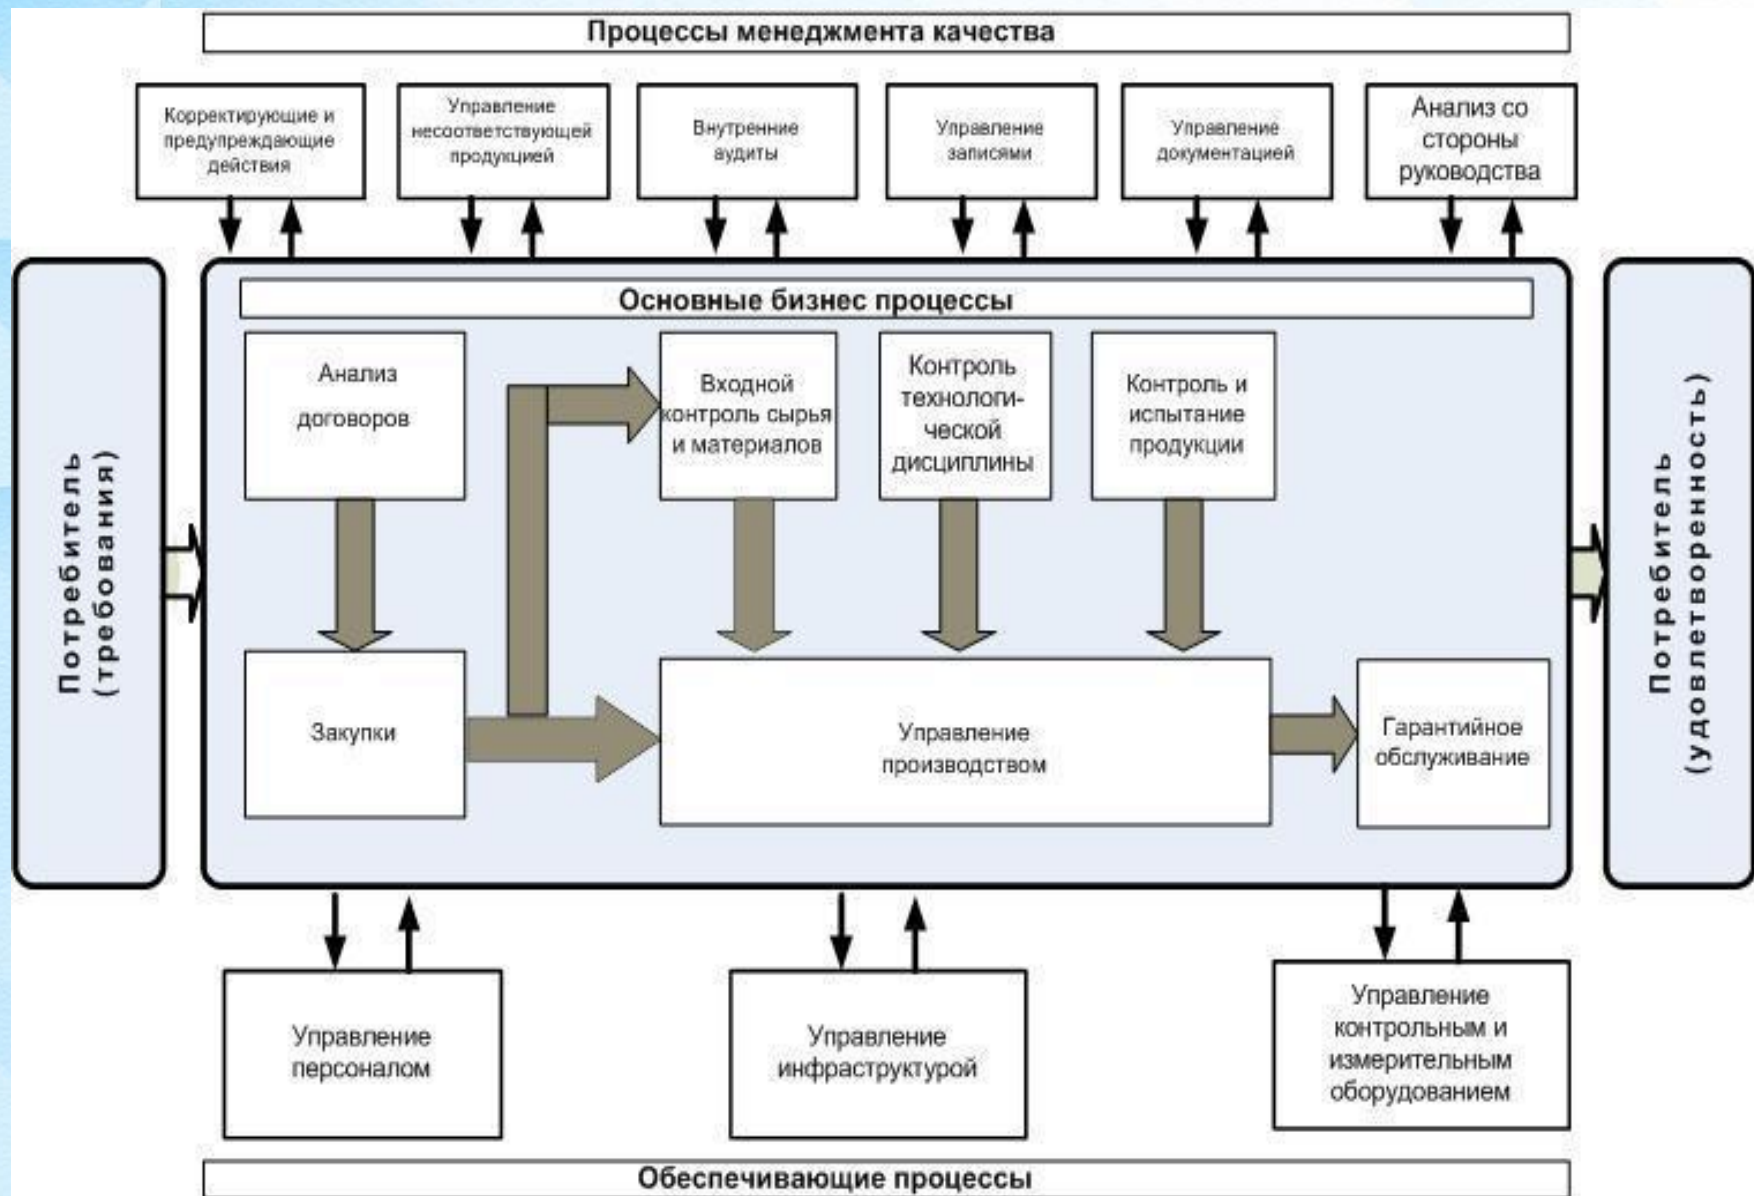 Процессы менеджмента качества
Корректирующие и
предупреждающие
действия
Управление
несоответствующей
продукцией
Внутренние
аудиты
Управление
записями
Управление
документацией
Анализ со
стороны
руководства
Потребитель
(требования)
Основные бизнес процессы
Анализ
договоров
Входной
контроль сырья
и материалов
Контроль
технологи-
ческой
дисциплины
Контроль и
испытание
продукции
Закупки
Управление
производством
Гарантийное
обслуживание
Потребитель
(удовлетворенность)
Управление
персоналом
Управление
инфраструктурой
Управление
контрольным и
измерительным
оборудованием
Обеспечивающие процессы